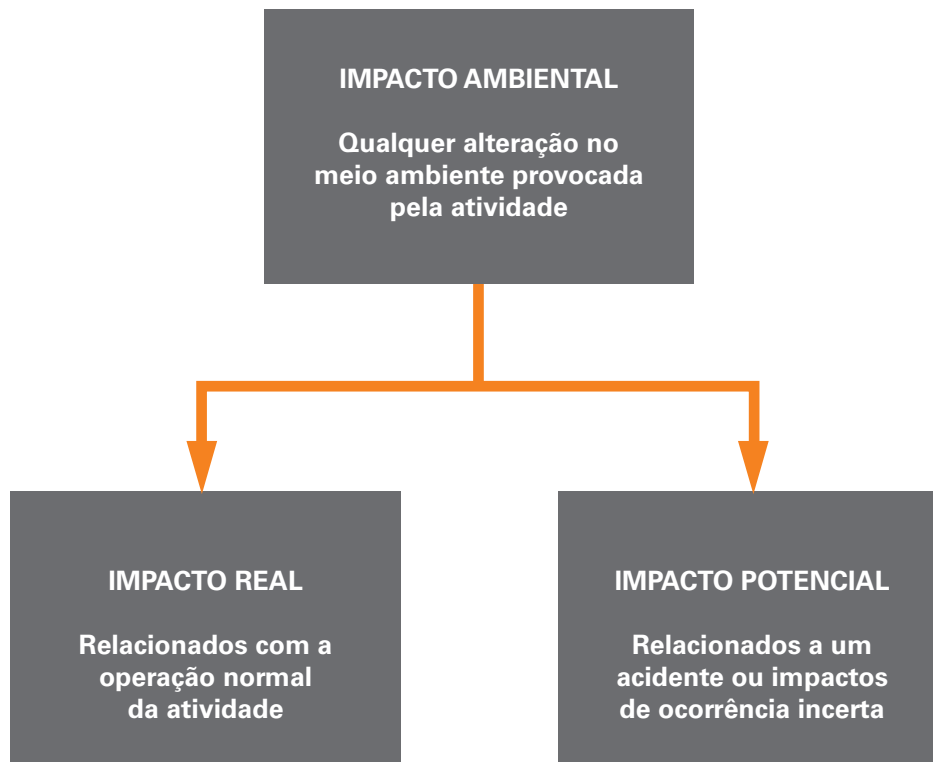 IMPACTO AMBIENTAL
Qualquer alteração no
meio ambiente provocada
pela atividade
IMPACTO REAL
Relacionados com a
operação normal
da atividade
IMPACTO POTENCIAL
Relacionados a um
acidente ou impactos
de ocorrência incerta